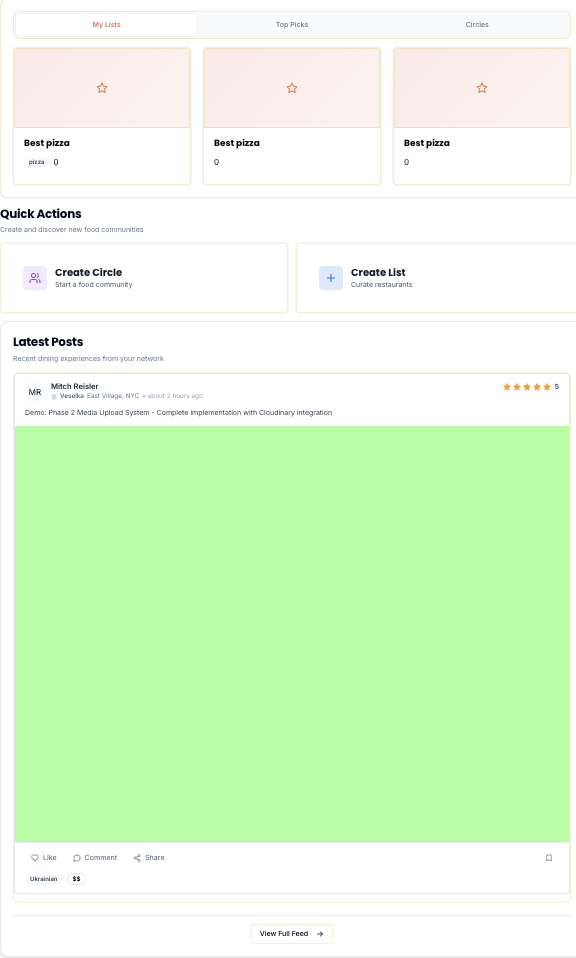 My Lists Top Picks Circles
Best pizza Best pizza Best pizza
pizza 0 0 0
Quick Actions
Create and discover new food communities
Create Circle
Start a food community
Create List
Curate restaurants
Latest Posts
Recent dining experiences from your network
MR Mitch Reisler 5
Veselka East Village, NYC • about 2 hours ago
Demo: Phase 2 Media Upload System - Complete implementation with Cloudinary integration
Like Comment Share
Ukrainian $$
View Full Feed →